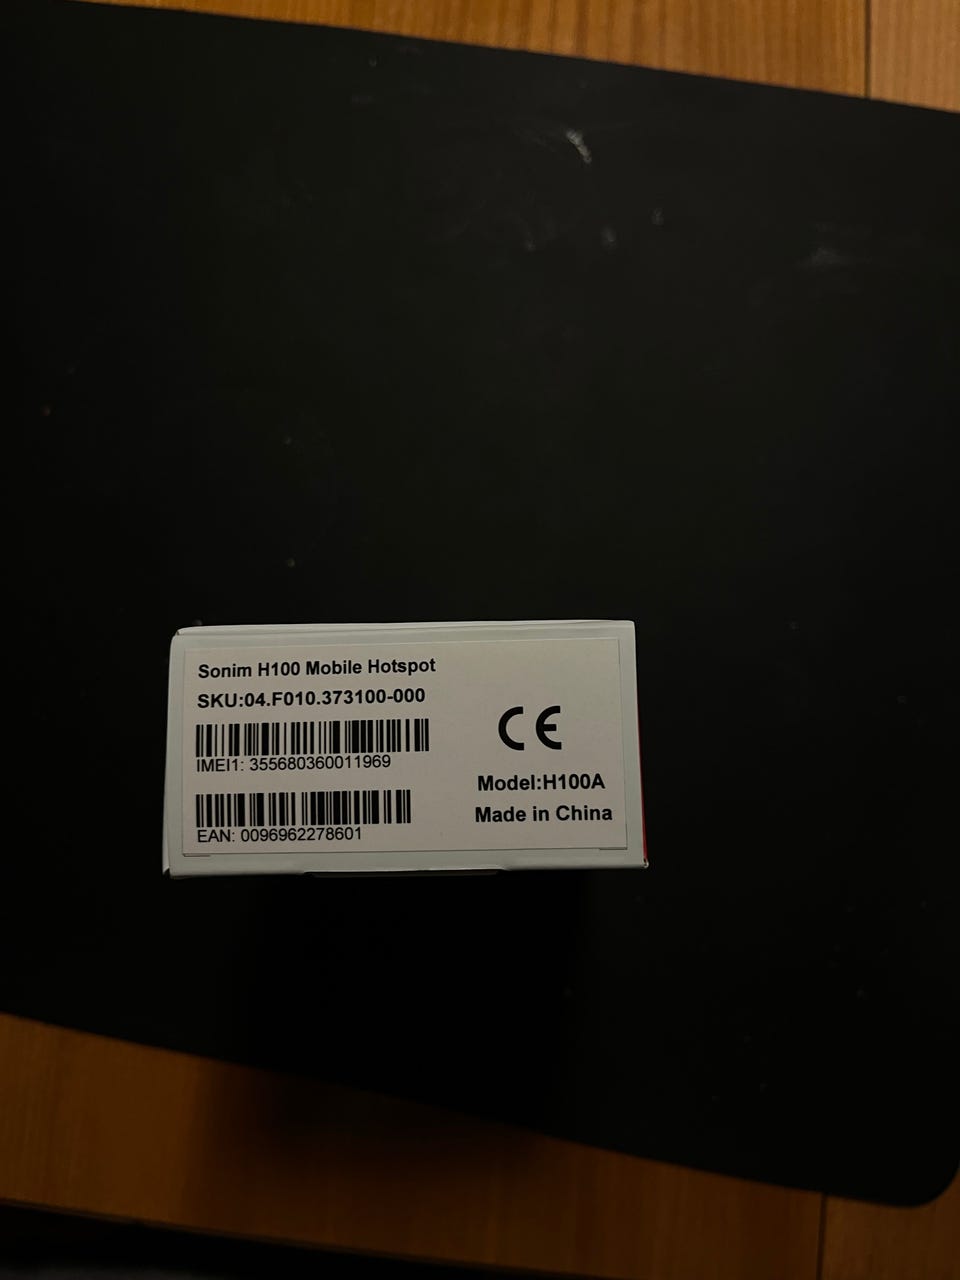 Sonim H100 Mobile Hotspot
SKU:04.F010.373100-000
IMEI1: 355680360011969
EAN: 0096962278601
CE
Model:H100A
Made in China